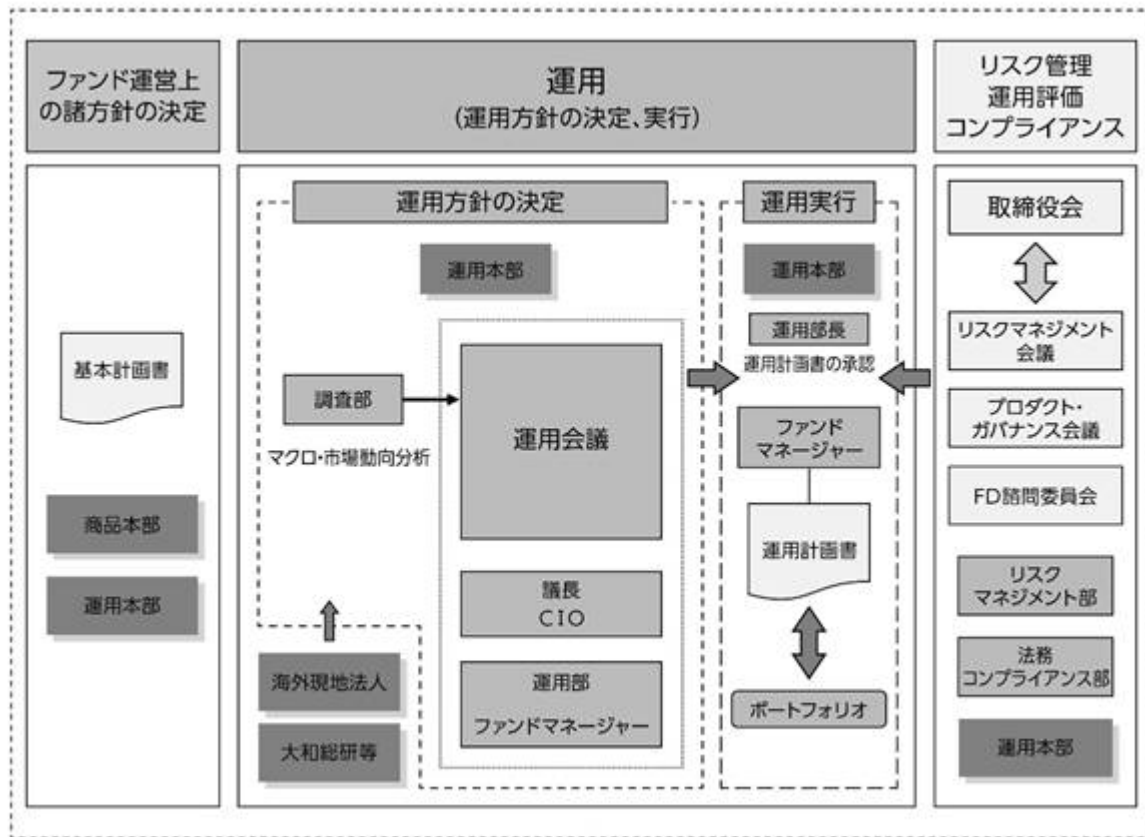 ファンド運営上
の諸方針の決定
運用
(運用方針の決定、実行)
リスク管理
運用評価
コンプライアンス
基本計画書
商品本部
運用本部
運用方針の決定
運用本部
調査部
マクロ・市場動向分析
運用会議
議長
CIO
運用部
ファンドマネージャー
海外現地法人
大和総研等
運用実行
運用本部
運用部長
運用計画書の承認
ファンド
マネージャー
運用計画書
ポートフォリオ
取締役会
リスクマネジメント
会議
プロダクト・
ガバナンス会議
FD諮問委員会
リスク
マネジメント部
法務
コンプライアンス部
運用本部